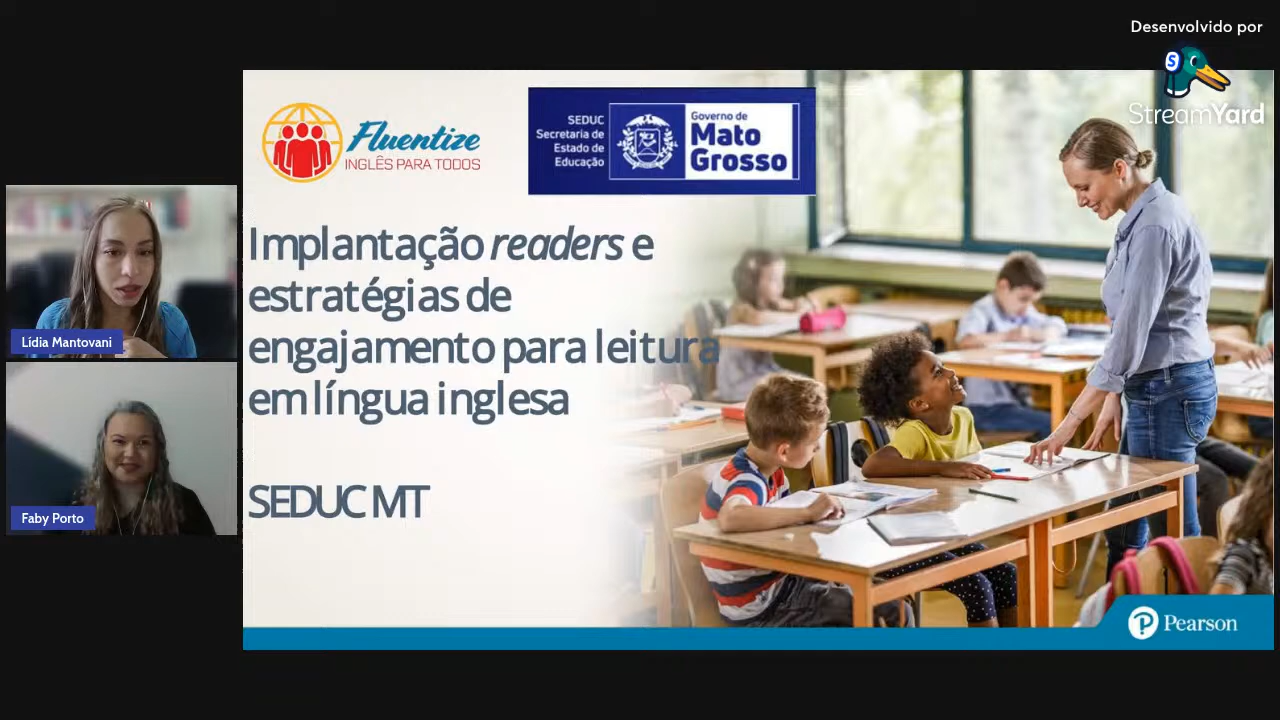 Desenvolvido por
StreamYard
Fluentize
INGLÊS PARA TODOS
SEDUC
Secretaria de
Estado de
Educação
Governo de
Mato
Grosso
Implantação readers e
estratégias de
engajamento para leitura
em língua inglesa
SEDUC MT
Lídia Mantovani
Faby Porto
Pearson